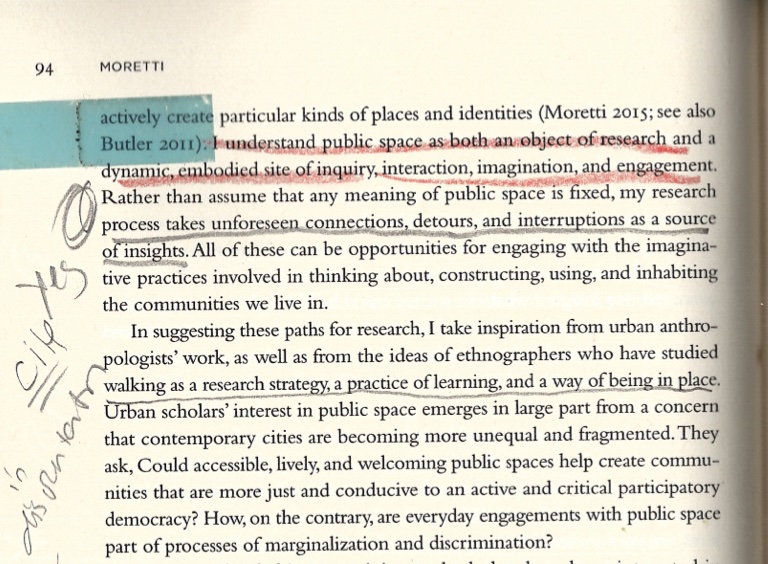 94 MORETTI
actively create particular kinds of places and identities (Moretti 2015; see also
Butler 2011). I understand public space as both an object of research and a
dynamic, embodied site of inquiry, interaction, imagination, and engagement.
Rather than assume that any meaning of public space is fixed, my research
process takes unforeseen connections, detours, and interruptions as a source
of insights. All of these can be opportunities for engaging with the imagina-
tive practices involved in thinking about, constructing, using, and inhabiting
the communities we live in.
In suggesting these paths for research, I take inspiration from urban anthro-
pologists' work, as well as from the ideas of ethnographers who have studied
walking as a research strategy, a practice of learning, and a way of being in place.
Urban scholars' interest in public space emerges in large part from a concern
that contemporary cities are becoming more unequal and fragmented. They
ask, Could accessible, lively, and welcoming public spaces help create commu-
nities that are more just and conducive to an active and critical participatory
democracy? How, on the contrary, are everyday engagements with public space
part of processes of marginalization and discrimination?
is